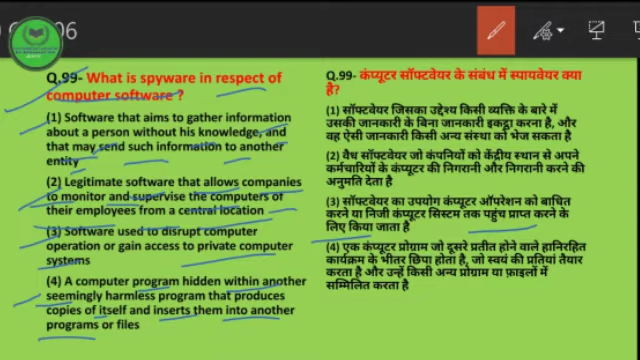 06
Q.99- What is spyware in respect of
computer software ?
(1) Software that aims to gather information
about a person without his knowledge, and
that may send such information to another
entity
(2) Legitimate software that allows companies
to monitor and supervise the computers of
their employees from a central location
(3) Software used to disrupt computer
operation or gain access to private computer
systems
(4) A computer program hidden within another
seemingly harmless program that produces
copies of itself and inserts them into another
programs or files
Q.99- कंप्यूटर सॉफ्टवेयर के संबंध में स्पायवेयर क्या
है?
(1) सॉफ्टवेयर जिसका उद्देश्य किसी व्यक्ति के बारे में
उसकी जानकारी के बिना जानकारी इकट्ठा करना है, और
वह ऐसी जानकारी किसी अन्य संस्था को भेज सकता है
(2) वैध सॉफ्टवेयर जो कंपनियों को केंद्रीय स्थान से अपने
कर्मचारियों के कंप्यूटर की निगरानी और निगरानी करने की
अनुमति देता है
(3) सॉफ्टवेयर का उपयोग कंप्यूटर ऑपरेशन को बाधित
करने या निजी कंप्यूटर सिस्टम तक पहुंच प्राप्त करने के
लिए किया जाता है
(4) एक कंप्यूटर प्रोग्राम जो दूसरे प्रतीत होने वाले हानिरहित
कार्यक्रम के भीतर छिपा होता है, जो स्वयं की प्रतियां तैयार
करता है और उन्हें किसी अन्य प्रोग्राम या फ़ाइलों में
सम्मिलित करता है